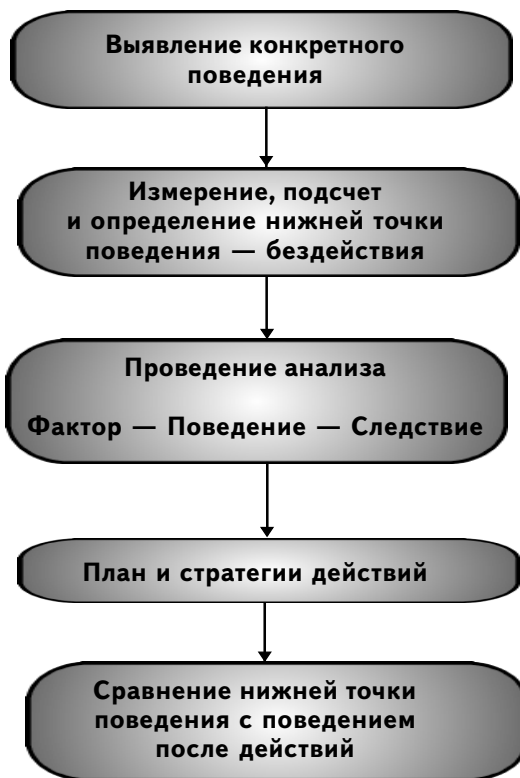 Выявление конкретного
поведения
Измерение, подсчет
и определение нижней точки
поведения — бездействия
Проведение анализа
Фактор — Поведение — Следствие
План и стратегии действий
Сравнение нижней точки
поведения с поведением
после действий